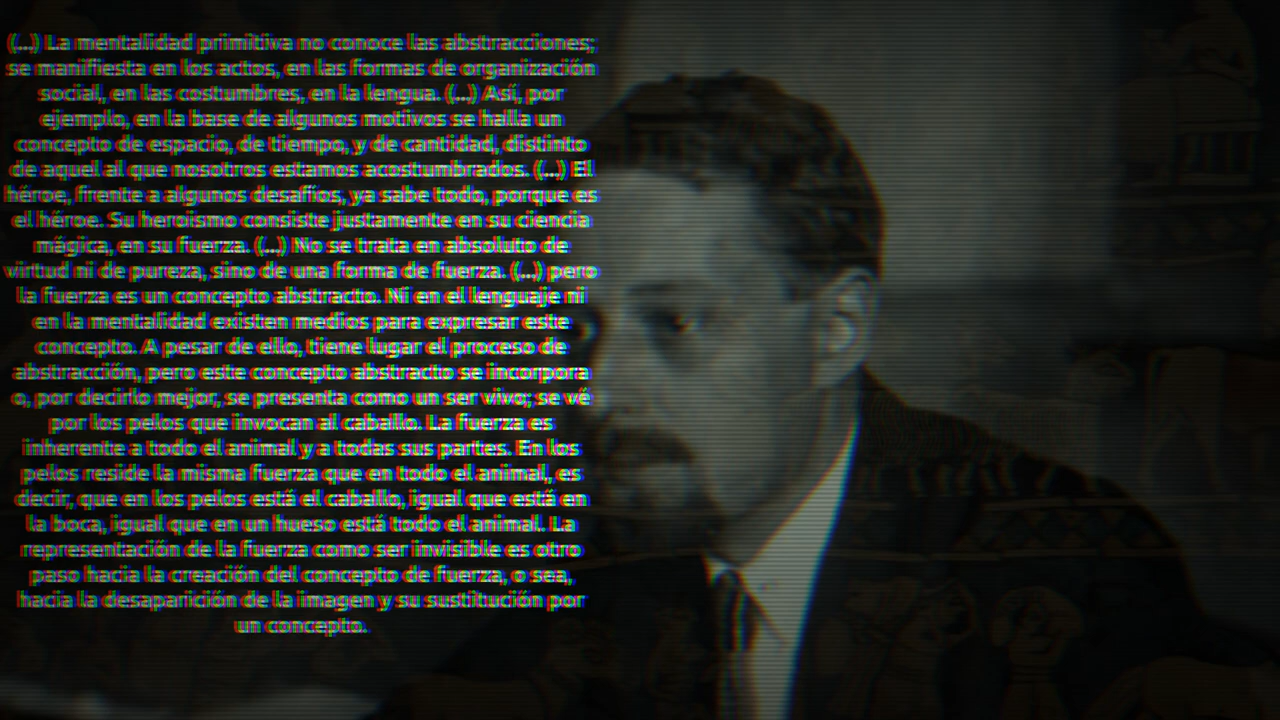 (...) La mentalidad primitiva no conoce las abstracciones;
se manifiesta en los actos, en las formas de organización
social, en las costumbres, en la lengua. (...) Así, por
ejemplo, en la base de algunos motivos se halla un
concepto de espacio, de tiempo, y de cantidad, distinto
de aquel al que nosotros estamos acostumbrados. (...) El
héroe, frente a algunos desafíos, ya sabe todo, porque es
el héroe. Su heroismo consiste justamente en su ciencia
mágica, en su fuerza. (...) No se trata en absoluto de
virtud ni de pureza, sino de una forma de fuerza. (...) pero
la fuerza es un concepto abstracto. Ni en el lenguaje ni
en la mentalidad existen medios para expresar este
concepto. A pesar de ello, tiene lugar el proceso de
abstracción, pero este concepto abstracto se incorpora
o, por decirlo mejor, se presenta como un ser vivo; se vé
por los pelos que invocan al caballo. La fuerza es
inherente a todo el animal y a todas sus partes. En los
pelos reside la misma fuerza que en todo el animal, es
decir, que en los pelos está el caballo, igual que está en
la boca, igual que en un hueso está todo el animal. La
representación de la fuerza como ser invisible es otro
paso hacia la creación del concepto de fuerza, o sea,
hacia la desaparición de la imagen y su sustitución por
un concepto.